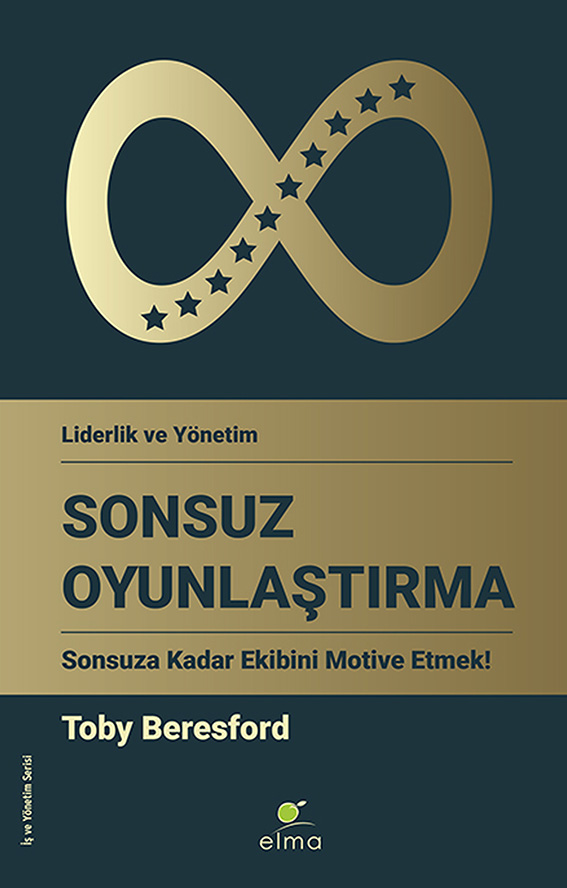 Liderlik ve Yönetim
SONSUZ
OYUNLAŞTIRMA
Sonsuza Kadar Ekibini Motive Etmek!
Toby Beresford
İş ve Yönetim Serisi
elma